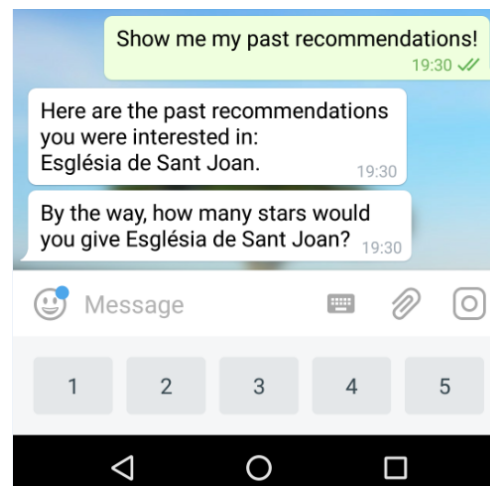 Show me my past recommendations!
19:30
Here are the past recommendations
you were interested in:
Església de Sant Joan.
19:30
By the way, how many stars would
you give Església de Sant Joan?
19:30
Message
1 2 3 4 5